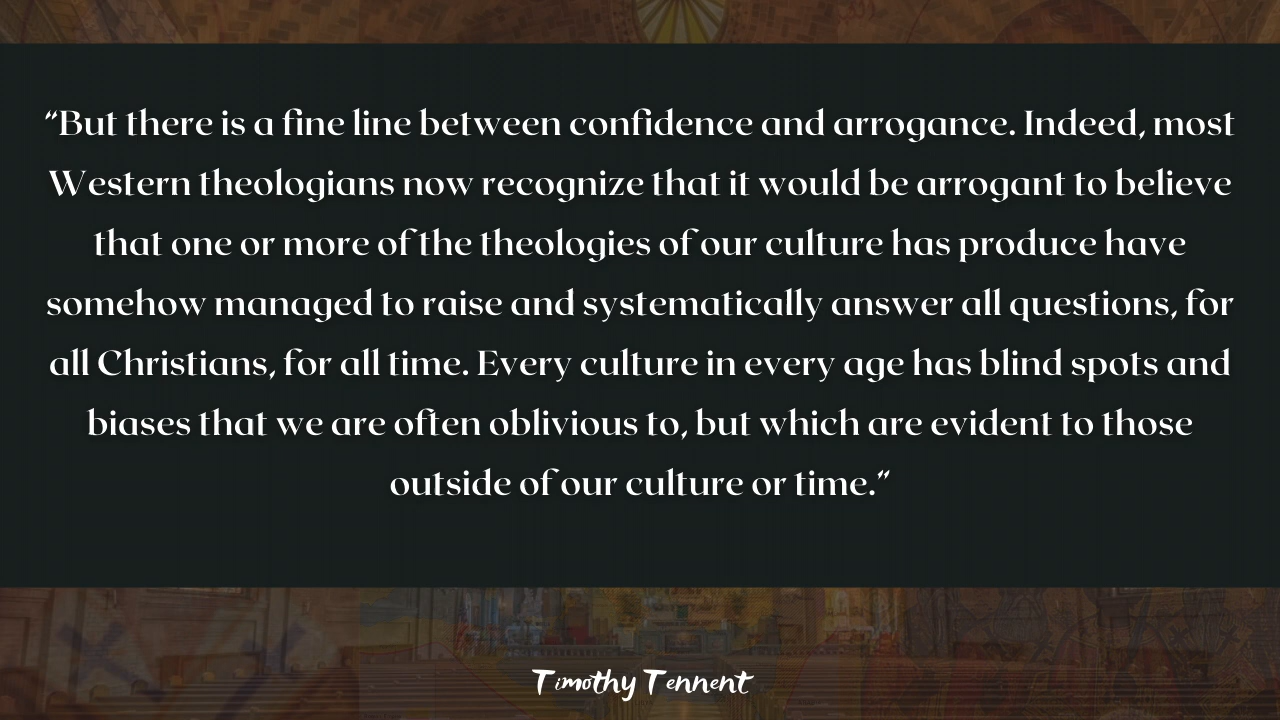 “But there is a fine line between confidence and arrogance. Indeed, most
Western theologians now recognize that it would be arrogant to believe
that one or more of the theologies of our culture has produce have
somehow managed to raise and systematically answer all questions, for
all Christians, for all time. Every culture in every age has blind spots and
biases that we are often oblivious to, but which are evident to those
outside of our culture or time.”
Timothy Tennent